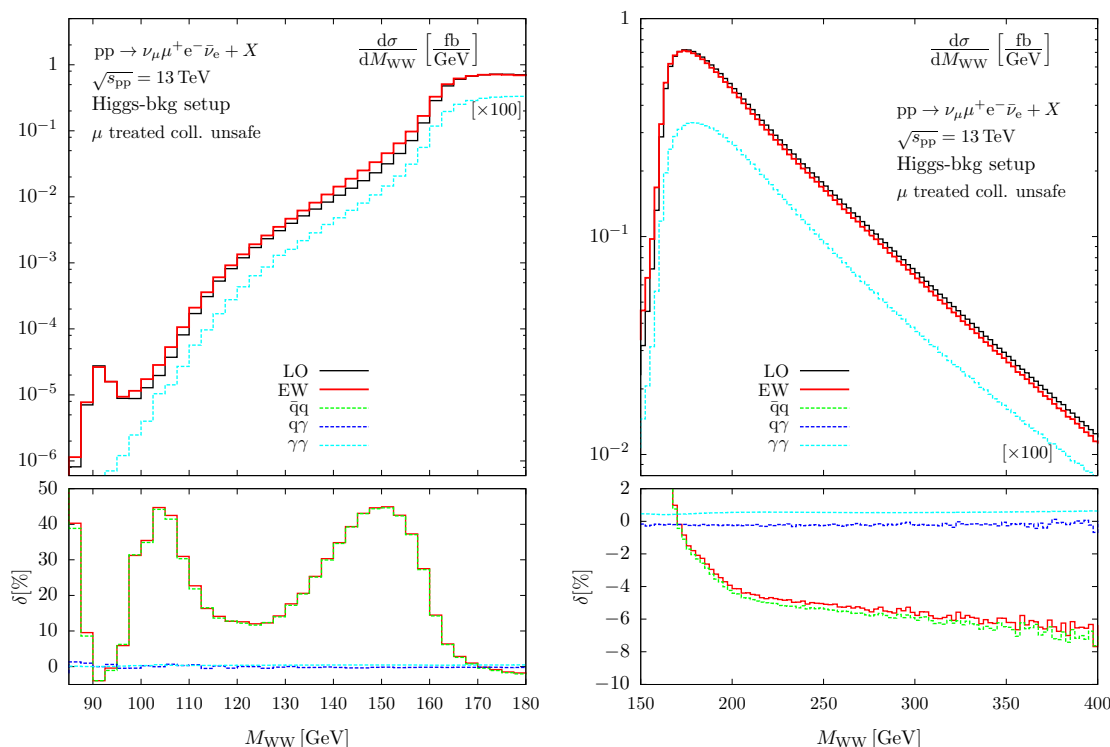 pp → ν_μ μ⁺ e⁻ ν̄_e + X
√s_pp = 13 TeV
Higgs-bkg setup
μ treated coll. unsafe
dσ/dM_WW [fb/GeV]
[×100]
1
10⁻¹
10⁻²
10⁻³
10⁻⁴
10⁻⁵
10⁻⁶
LO
EW
q̄q
qγ
γγ
50
40
30
20
10
0
δ[%]
90 100 110 120 130 140 150 160 170 180
M_WW [GeV]
1
10⁻¹
10⁻²
dσ/dM_WW [fb/GeV]
pp → ν_μ μ⁺ e⁻ ν̄_e + X
√s_pp = 13 TeV
Higgs-bkg setup
μ treated coll. unsafe
LO
EW
q̄q
qγ
γγ
[×100]
2
0
−2
−4
−6
−8
−10
δ[%]
150 200 250 300 350 400
M_WW [GeV]